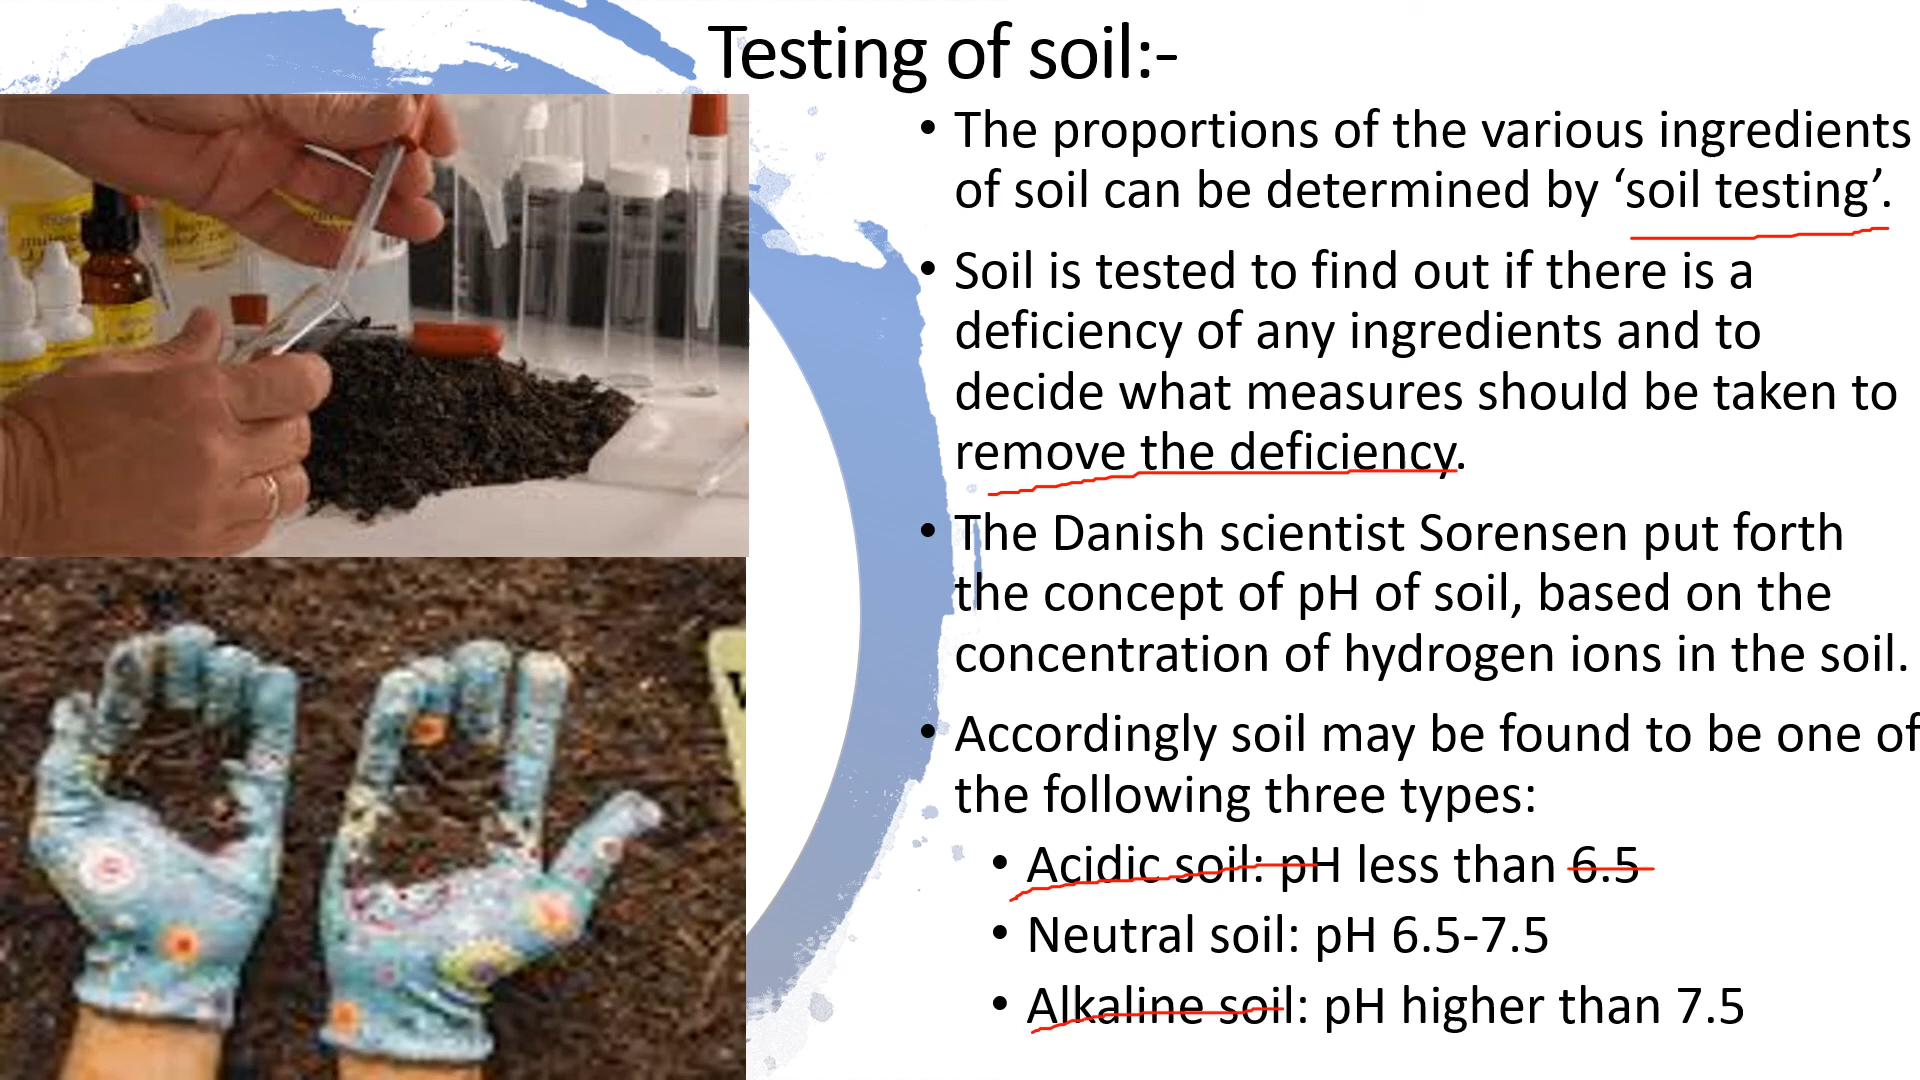 Testing of soil:-
• The proportions of the various ingredients
of soil can be determined by ‘soil testing’.
• Soil is tested to find out if there is a
deficiency of any ingredients and to
decide what measures should be taken to
remove the deficiency.
• The Danish scientist Sorensen put forth
the concept of pH of soil, based on the
concentration of hydrogen ions in the soil.
• Accordingly soil may be found to be one of
the following three types:
• Acidic soil: pH less than 6.5
• Neutral soil: pH 6.5-7.5
• Alkaline soil: pH higher than 7.5